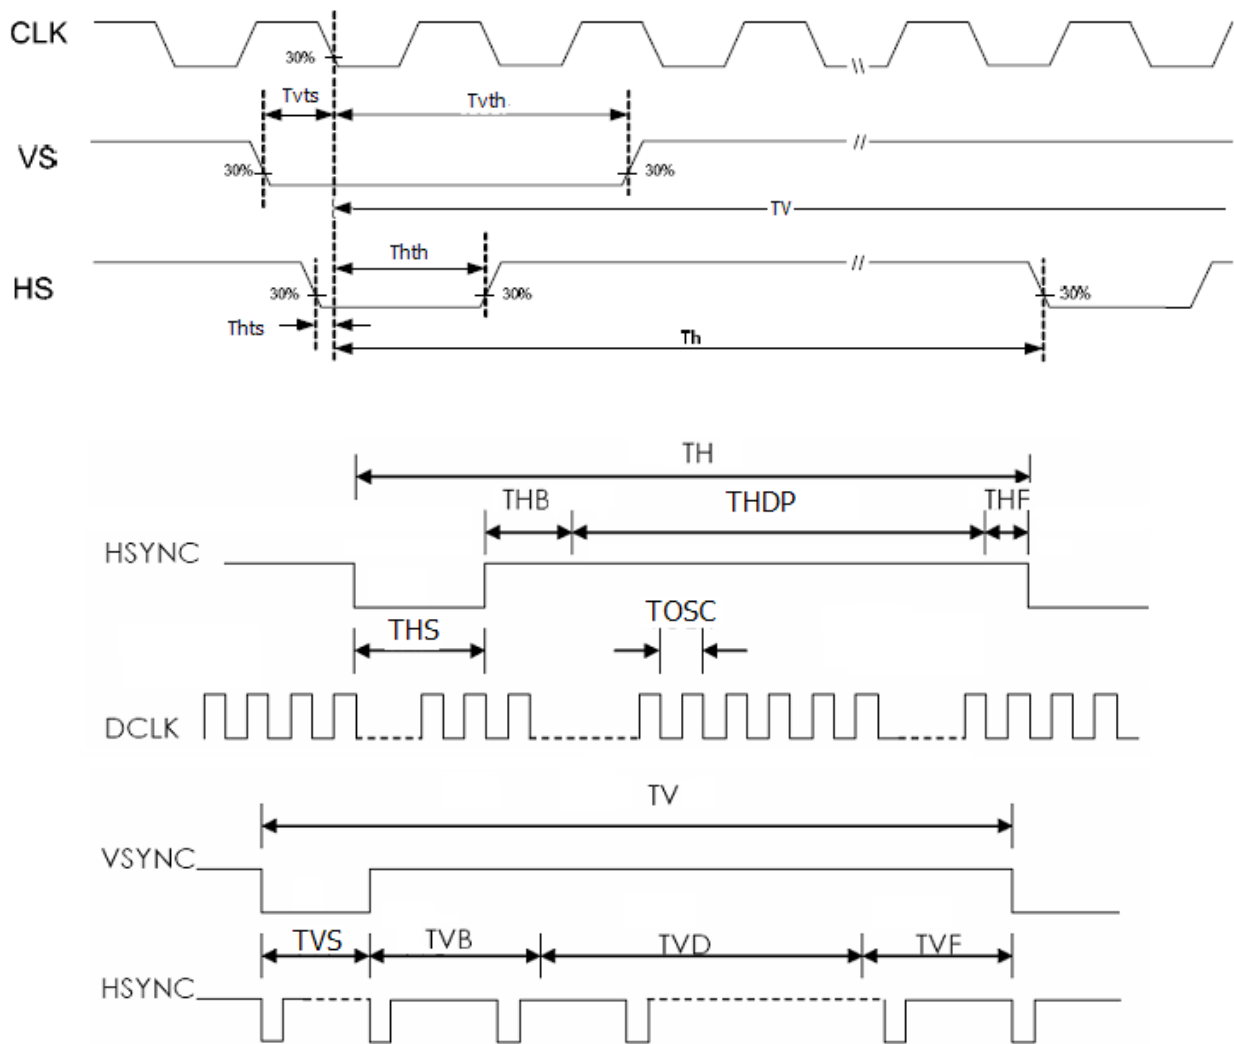 CLK
30%
Tvts Tvth
VS
30% 30%
TV
Thth
HS
30% 30% 30%
Thts
Th
TH
THB THDP THF
HSYNC
TOSC
THS
DCLK
TV
VSYNC
TVS TVB TVD TVF
HSYNC